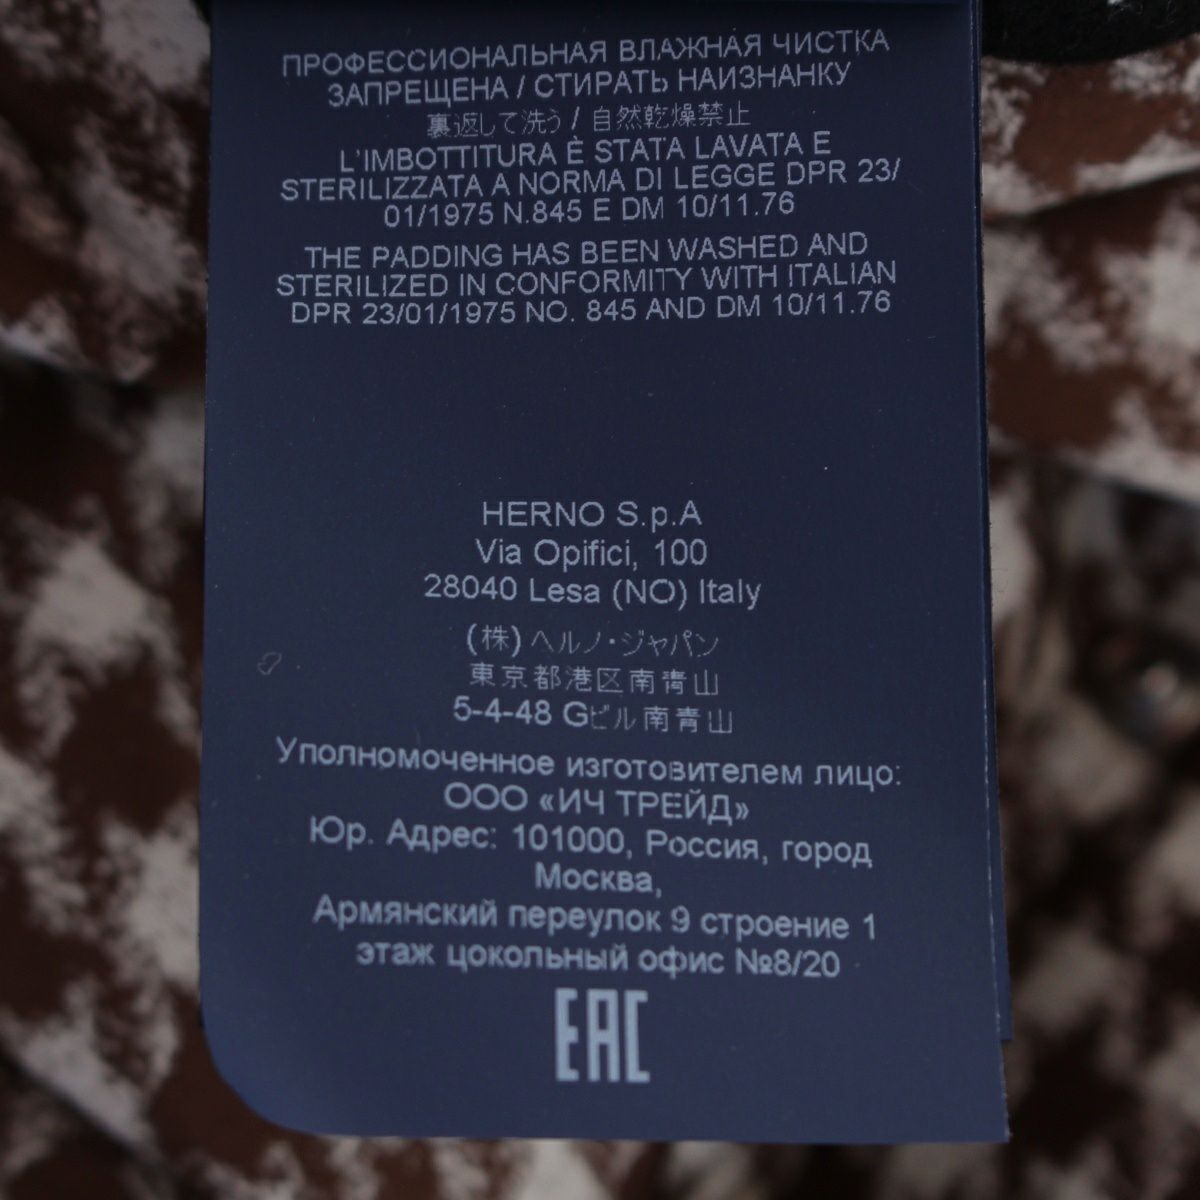 ПРОФЕССИОНАЛЬНАЯ ВЛАЖНАЯ ЧИСТКА
ЗАПРЕЩЕНА / СТИРАТЬ НАИЗНАНКУ
裏返して洗う / 自然乾燥禁止
L'IMBOTTITURA È STATA LAVATA E
STERILIZZATA A NORMA DI LEGGE DPR 23/
01/1975 N.845 E DM 10/11.76
THE PADDING HAS BEEN WASHED AND
STERILIZED IN CONFORMITY WITH ITALIAN
DPR 23/01/1975 NO. 845 AND DM 10/11.76
HERNO S.p.A
Via Opifici, 100
28040 Lesa (NO) Italy
(株) ヘルノ・ジャパン
東京都港区南青山
5-4-48 Gビル南青山
Уполномоченное изготовителем лицо:
ООО «ИЧ ТРЕЙД»
Юр. Адрес: 101000, Россия, город
Москва,
Армянский переулок 9 строение 1
этаж цокольный офис №8/20
EAC